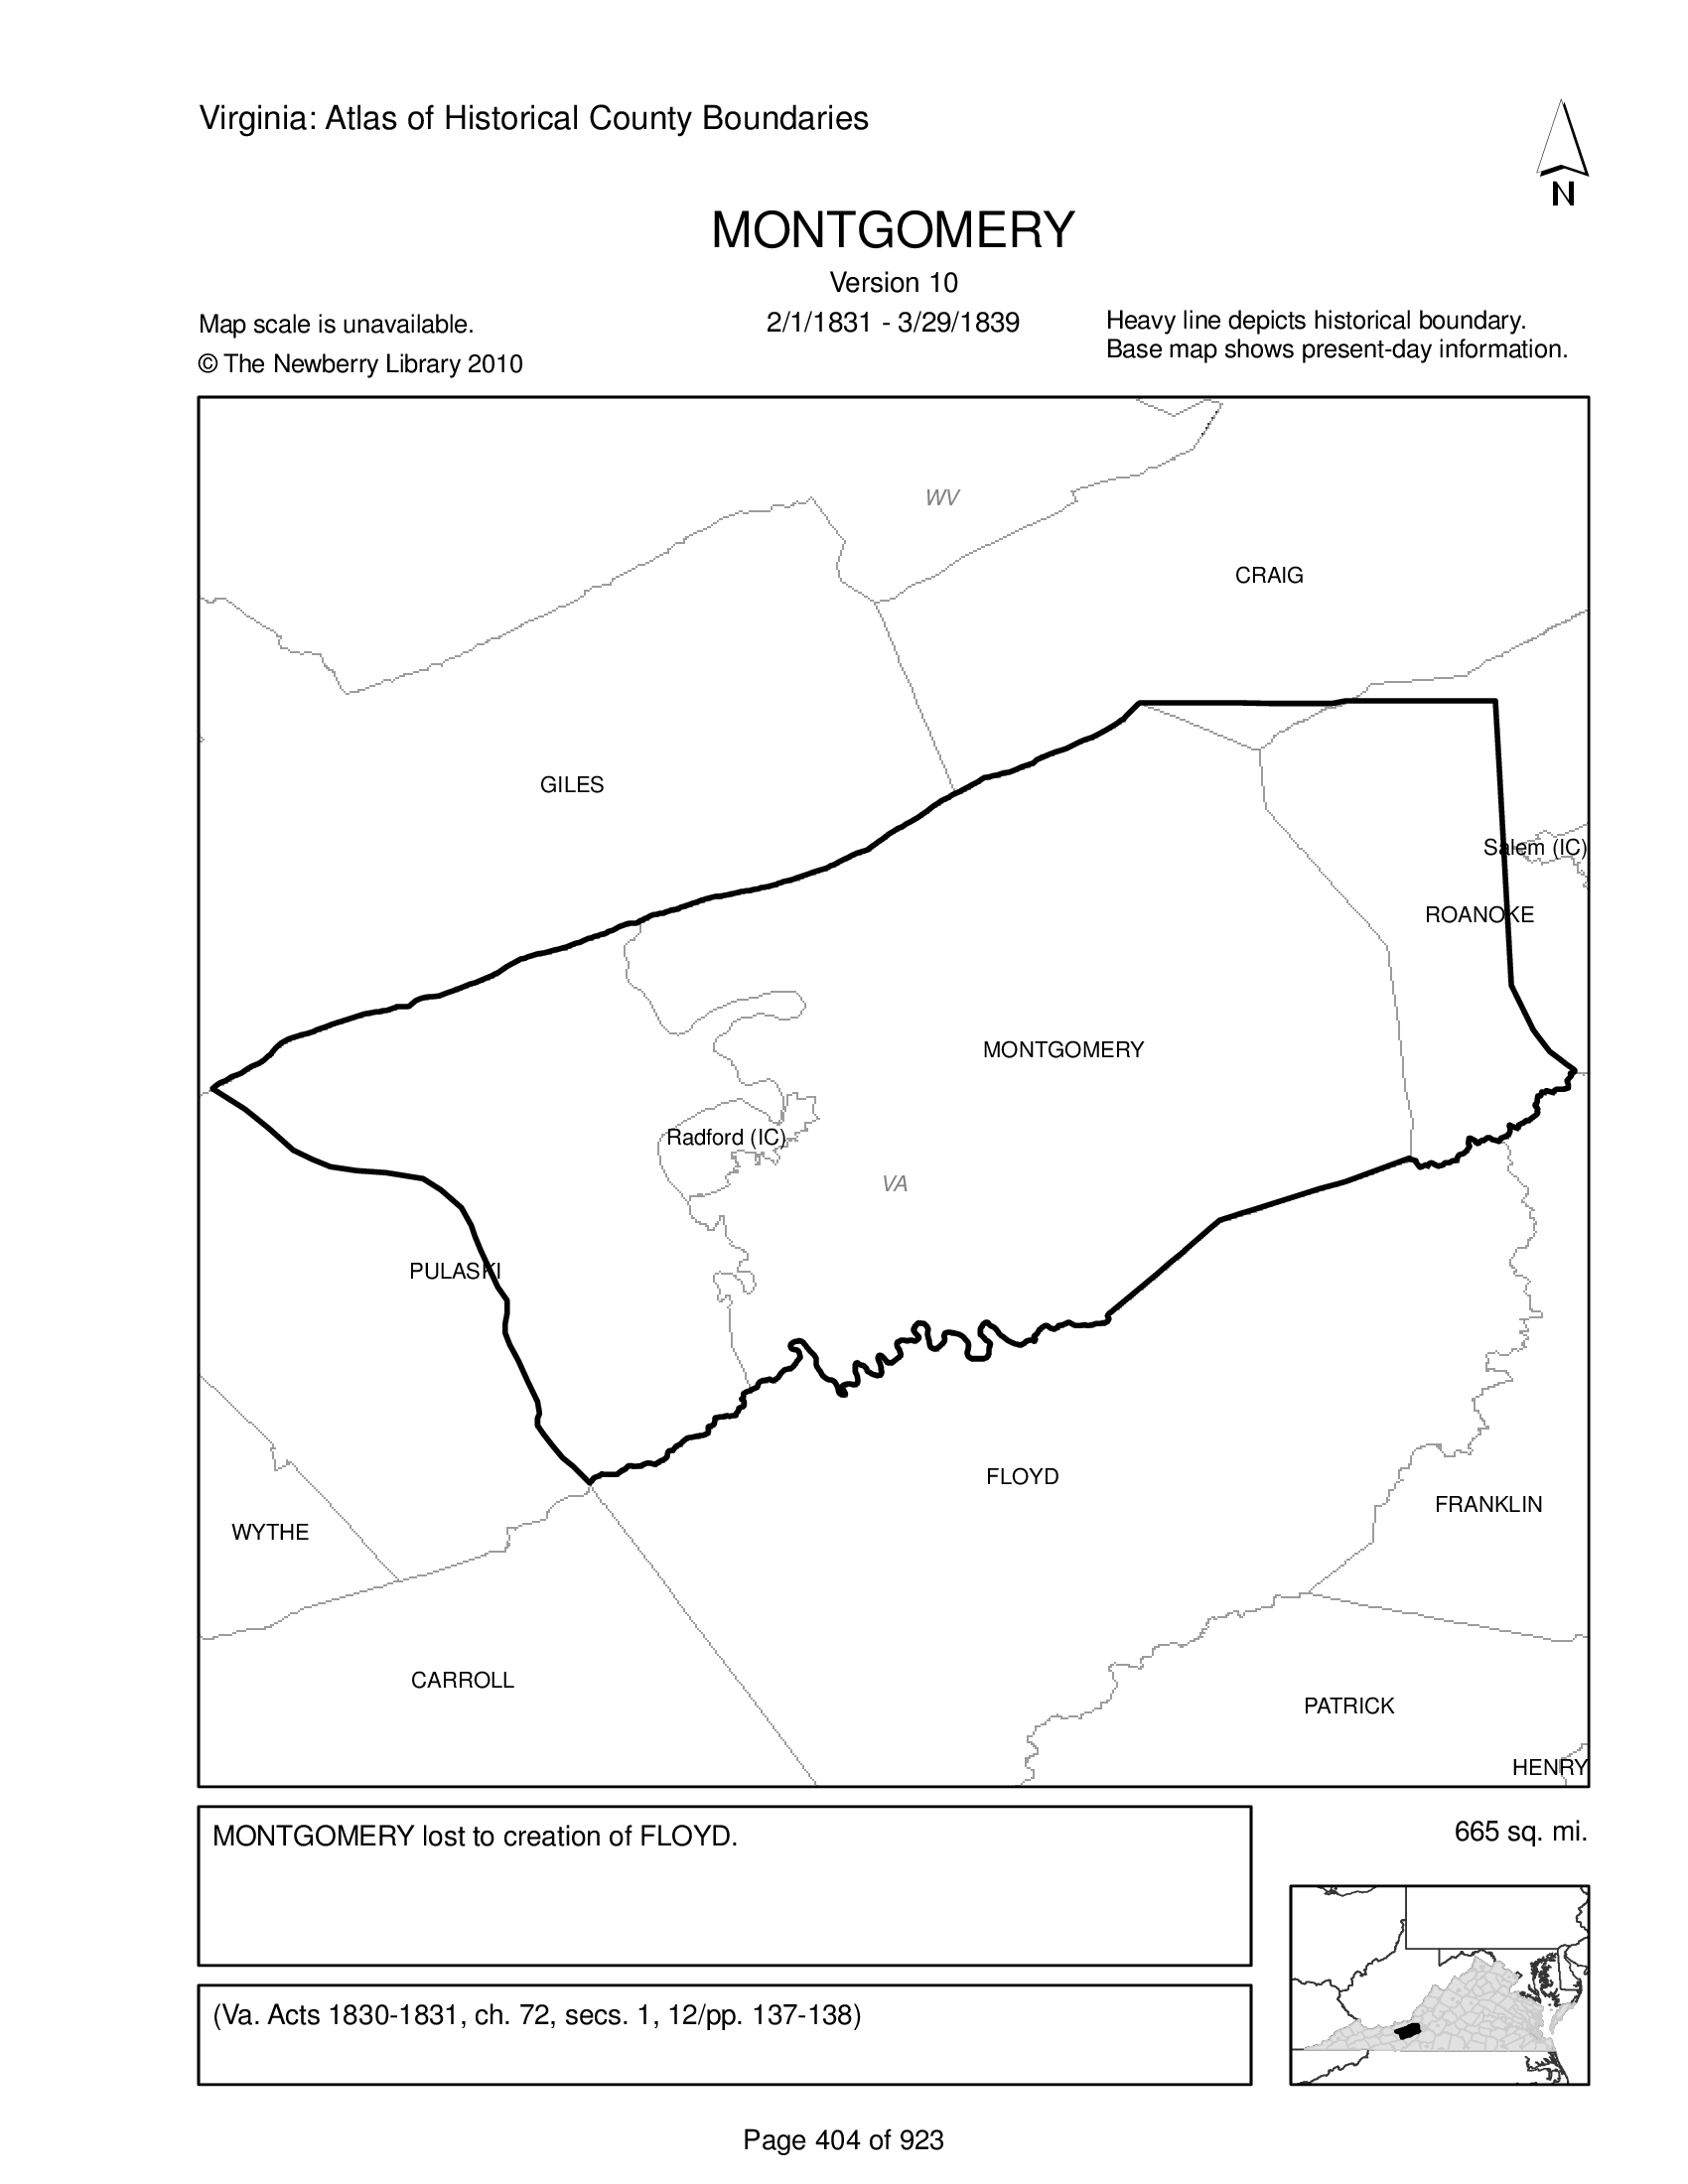 Virginia: Atlas of Historical County Boundaries
N
MONTGOMERY
Version 10
2/1/1831 - 3/29/1839
Map scale is unavailable.
© The Newberry Library 2010
Heavy line depicts historical boundary.
Base map shows present-day information.
WV
CRAIG
GILES
Salem (IC)
ROANOKE
MONTGOMERY
Radford (IC)
VA
PULASKI
FLOYD
FRANKLIN
WYTHE
CARROLL
PATRICK
HENRY
MONTGOMERY lost to creation of FLOYD.
665 sq. mi.
(Va. Acts 1830-1831, ch. 72, secs. 1, 12/pp. 137-138)
Page 404 of 923